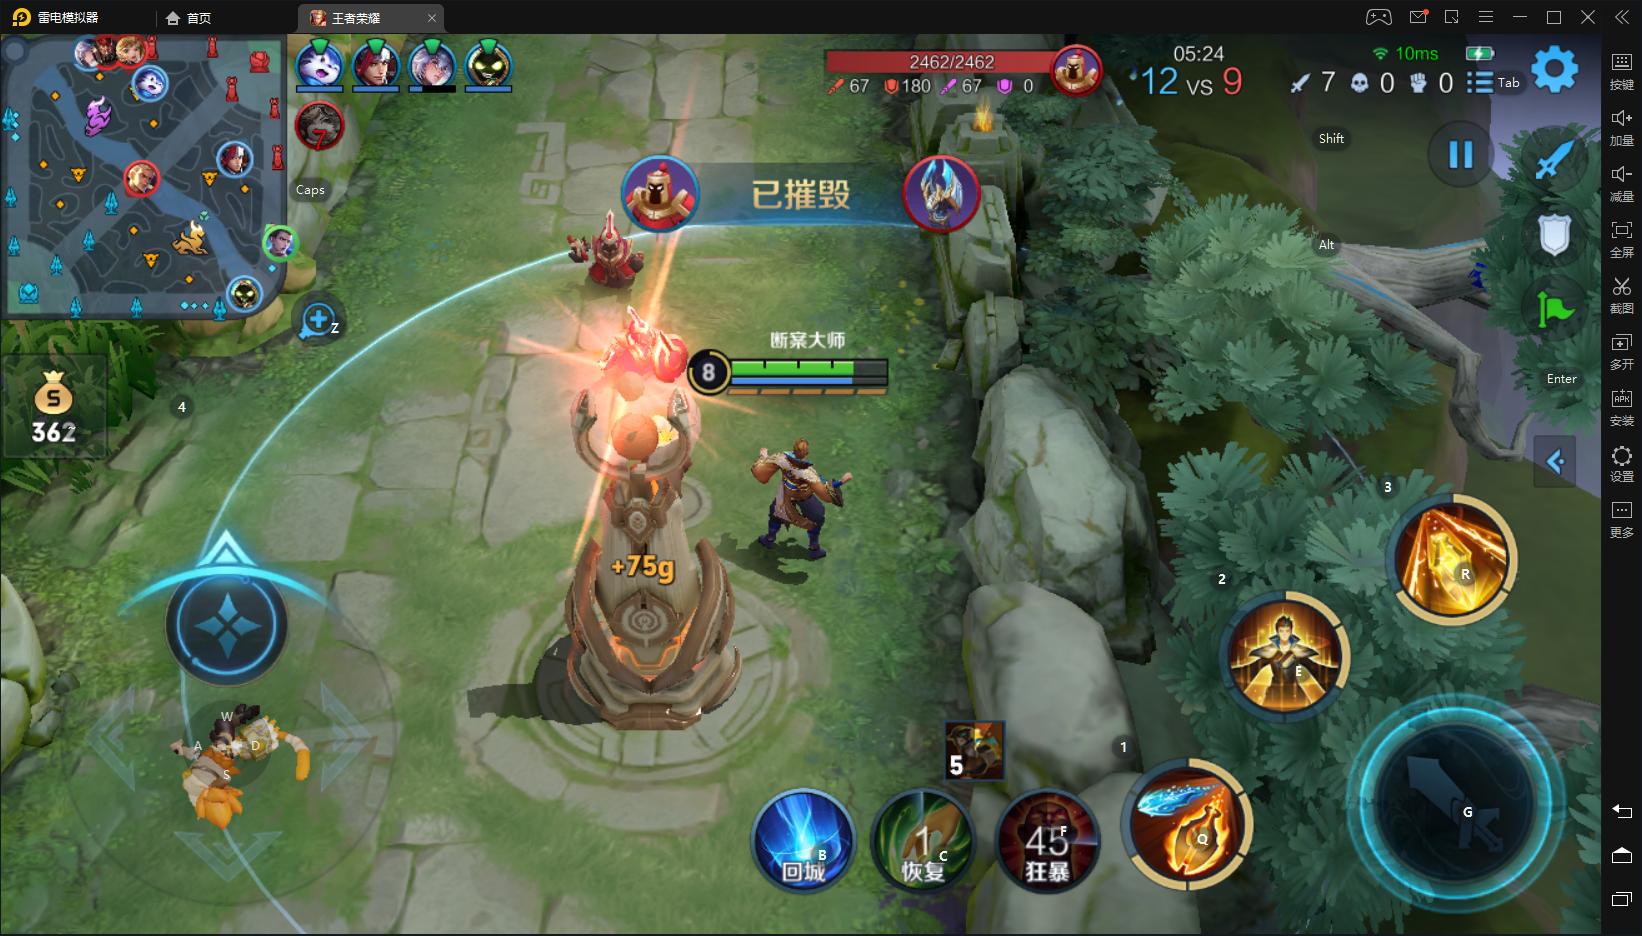 雷电模拟器
首页
王者荣耀
2462/2462
67 180 67 0
05:24
12 vs 9
10ms
7 0 0
Tab
Shift
Caps
7
已摧毁
Alt
Z
断案大师
8
362
4
Enter
+75g
3
R
2
E
W
A
D
S
5
1
B
回城
1
C
恢复
45
F
狂暴
Q
G
按键
加量
减量
全屏
截图
多开
APK
安装
设置
更多